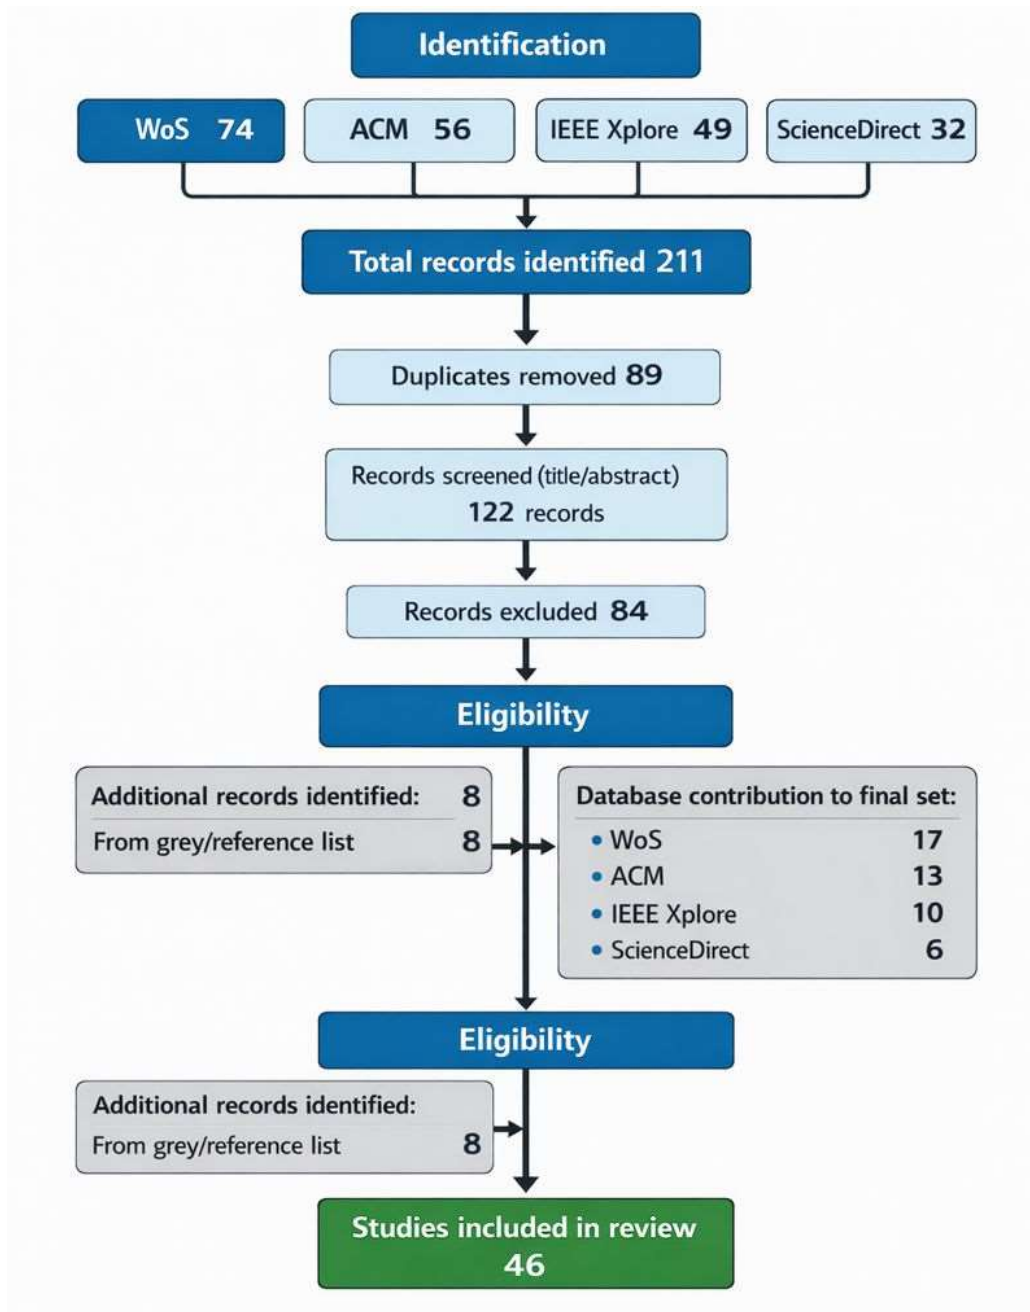 Identification
WoS 74
ACM 56
IEEE Xplore 49
ScienceDirect 32
Total records identified 211
Duplicates removed 89
Records screened (title/abstract)
122 records
Records excluded 84
Eligibility
Additional records identified: 8
From grey/reference list 8
Database contribution to final set:
• WoS 17
• ACM 13
• IEEE Xplore 10
• ScienceDirect 6
Eligibility
Additional records identified:
From grey/reference list 8
Studies included in review
46